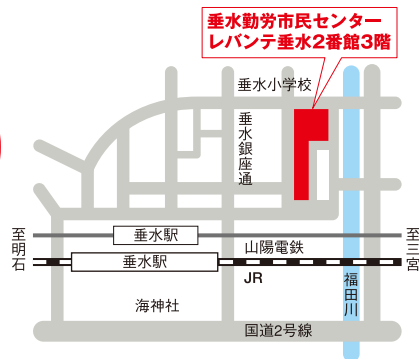 垂水勤労市民センター
レバンテ垂水2番館3階
垂水小学校
垂水銀座通
至明石
垂水駅
山陽電鉄
至三宮
垂水駅
JR
福田川
海神社
国道2号線